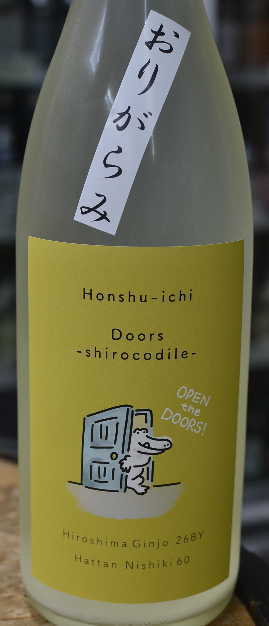 おりがらみ
Honshu-ichi
Doors
-shirocodile-
OPEN
the
DOORS!
Hiroshima Ginjo 26BY
Hattan Nishiki 60